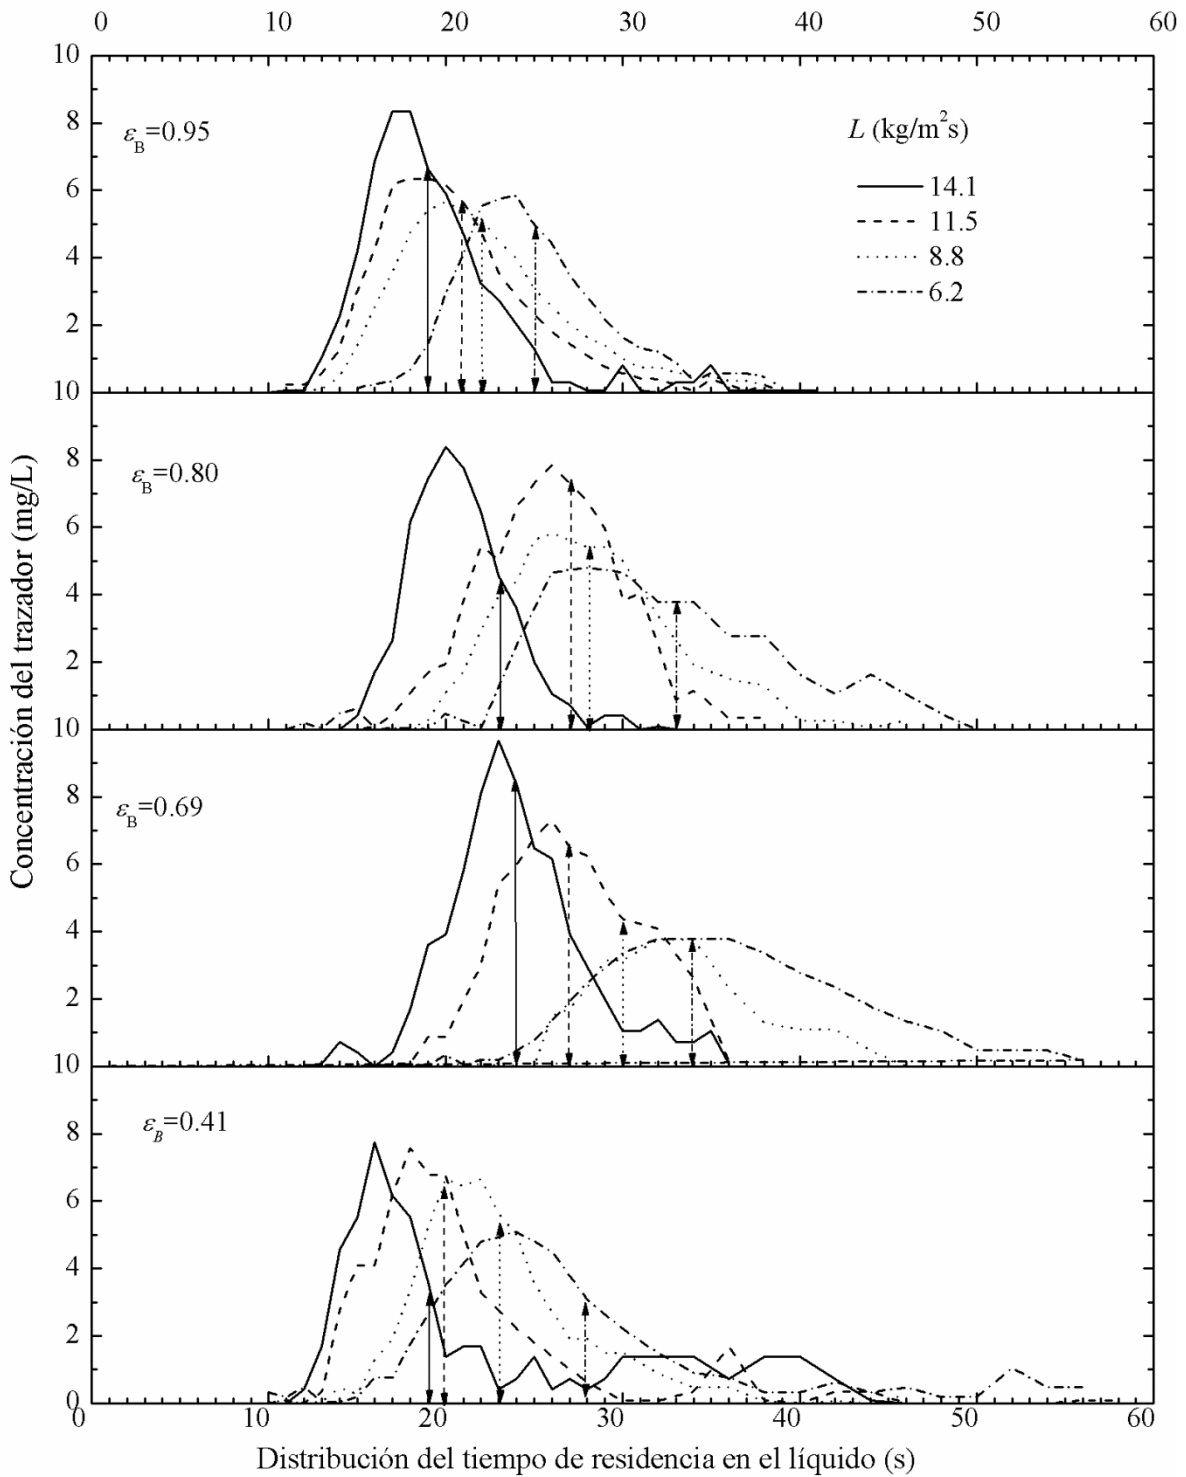 0 10 20 30 40 50 60
10
8
6
4
2
10
8
6
4
2
10
8
6
4
2
10
8
6
4
2
0
εB=0.95
L (kg/m²s)
14.1
11.5
8.8
6.2
εB=0.80
εB=0.69
εB=0.41
Concentración del trazador (mg/L)
0 10 20 30 40 50 60
Distribución del tiempo de residencia en el líquido (s)